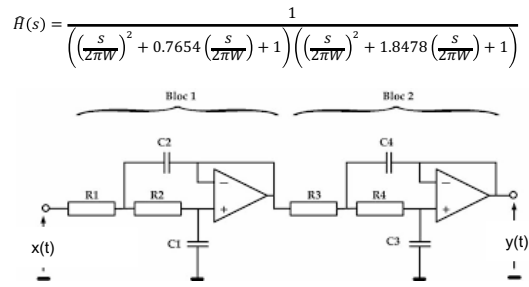 Ĥ(s) = 1 / (((s/2πW)² + 0.7654 (s/2πW) + 1) ((s/2πW)² + 1.8478 (s/2πW) + 1))
Bloc 1 Bloc 2
C2 C4
R1 R2 R3 R4
− −
+ +
x(t) C1 C3 y(t)